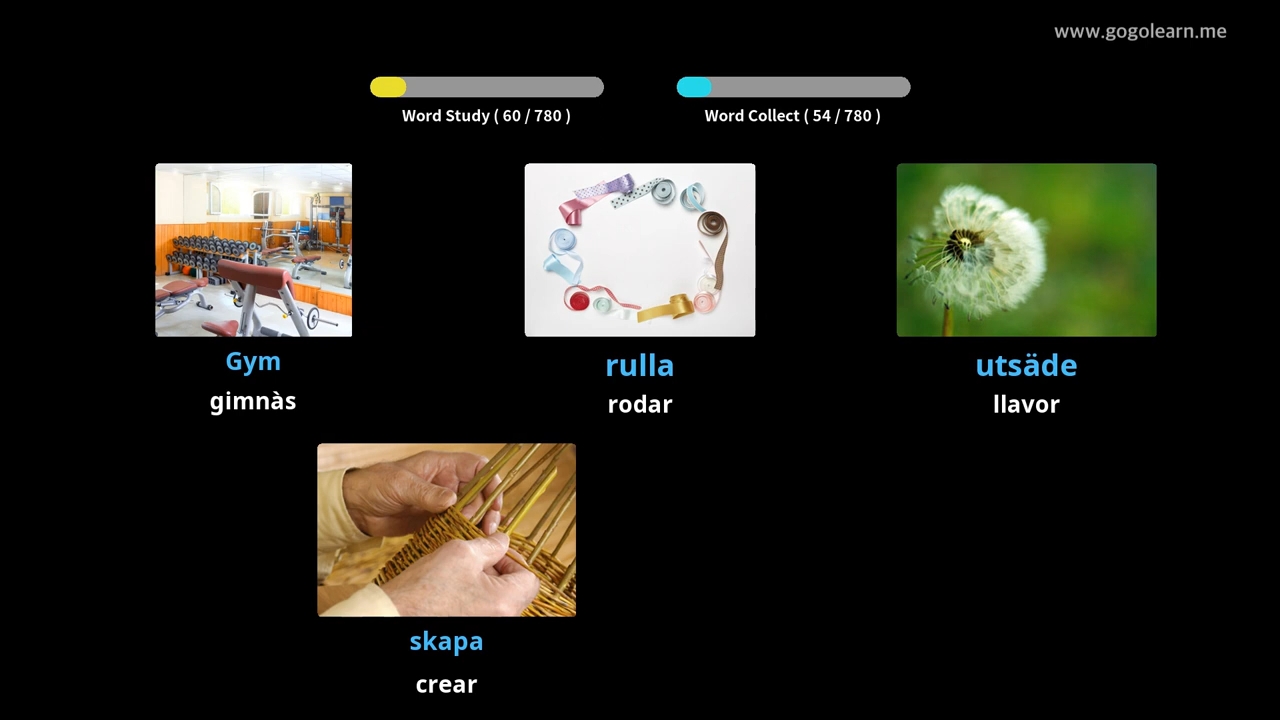 www.gogolearn.me
Word Study ( 60 / 780 )
Word Collect ( 54 / 780 )
Gym
gimnàs
rulla
rodar
utsäde
llavor
skapa
crear